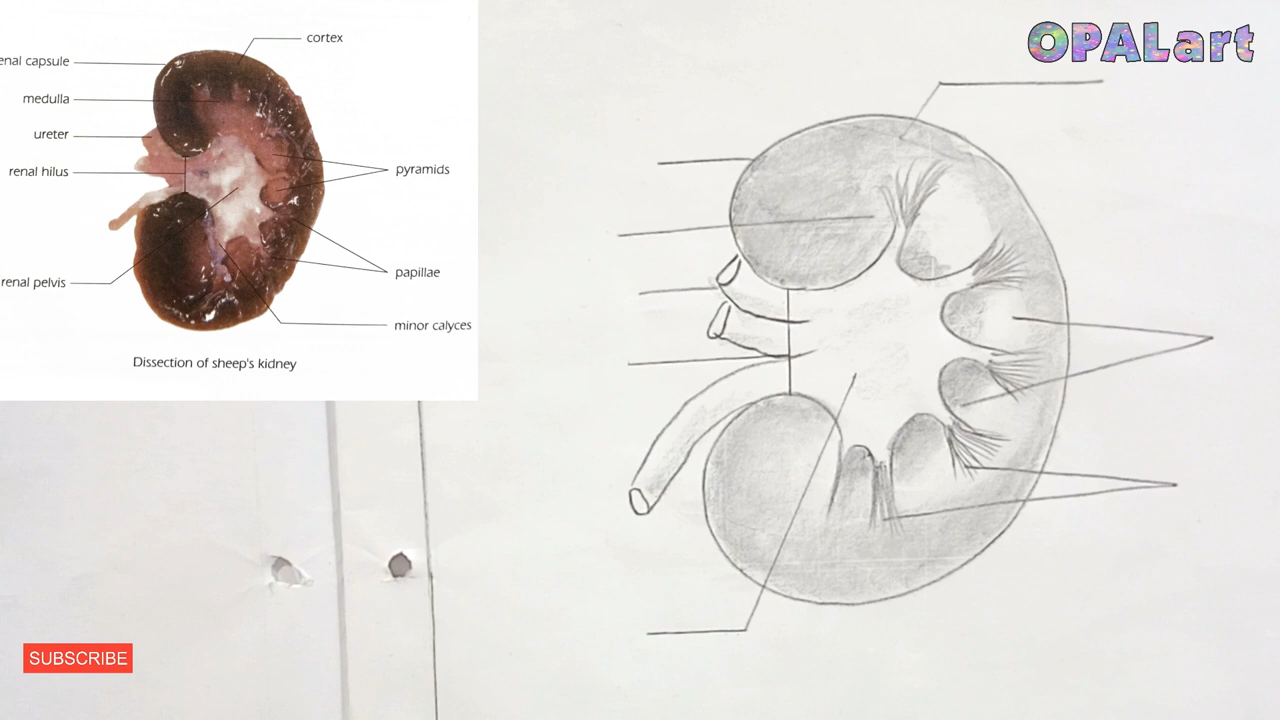 OPALart
cortex
enal capsule
medulla
ureter
renal hilus
pyramids
papillae
renal pelvis
minor calyces
Dissection of sheep's kidney
SUBSCRIBE